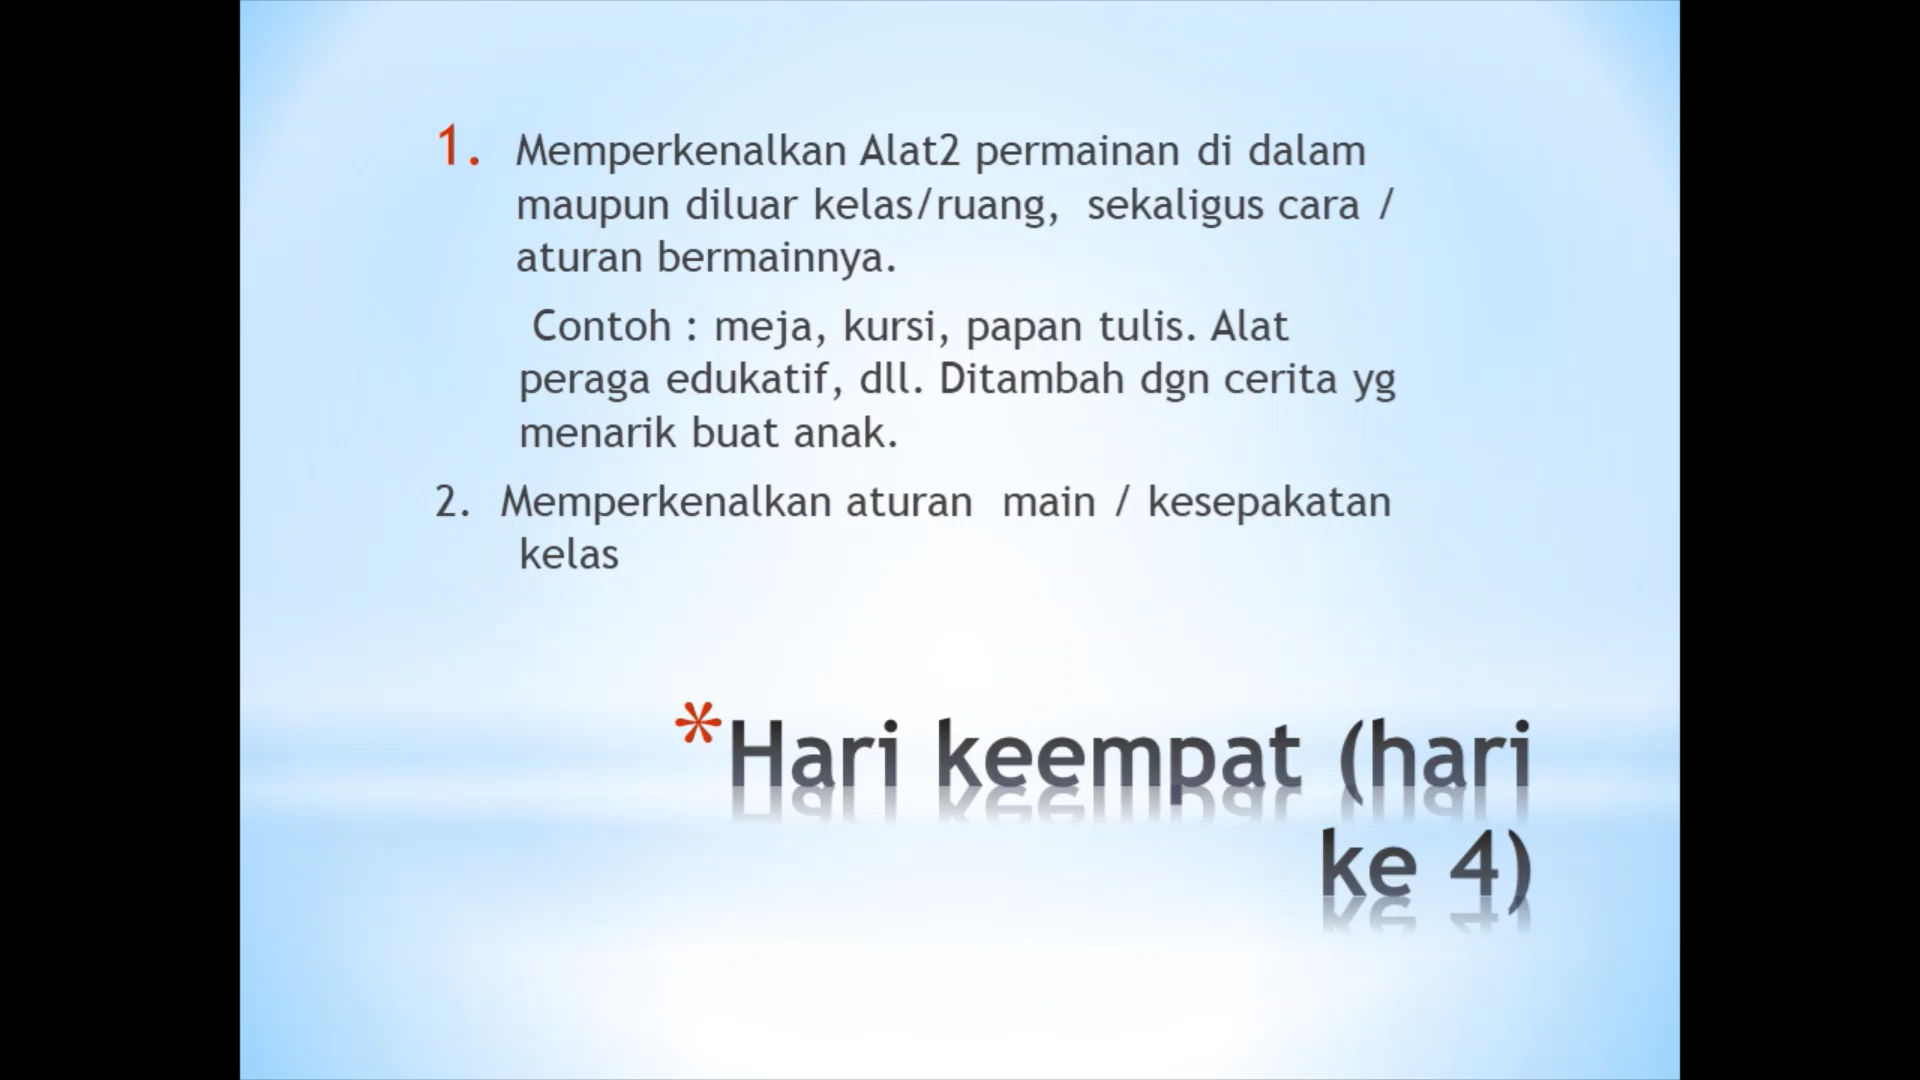 1. Memperkenalkan Alat2 permainan di dalam
maupun diluar kelas/ruang, sekaligus cara /
aturan bermainnya.
Contoh : meja, kursi, papan tulis. Alat
peraga edukatif, dll. Ditambah dgn cerita yg
menarik buat anak.
2. Memperkenalkan aturan main / kesepakatan
kelas
*Hari keempat (hari
ke 4)